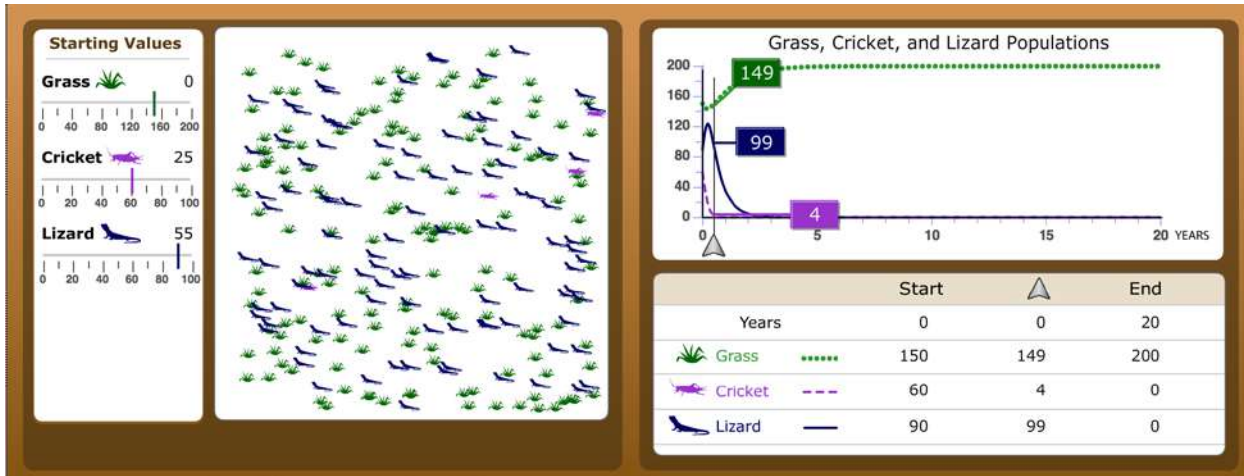 Starting Values
Grass 0
0 40 80 120 160 200
Cricket 25
0 20 40 60 80 100
Lizard 55
0 20 40 60 80 100
Grass, Cricket, and Lizard Populations
200
160
120
80
40
0
149
99
4
0 5 10 15 20 YEARS
Start End
Years 0 0 20
Grass 150 149 200
Cricket 60 4 0
Lizard 90 99 0